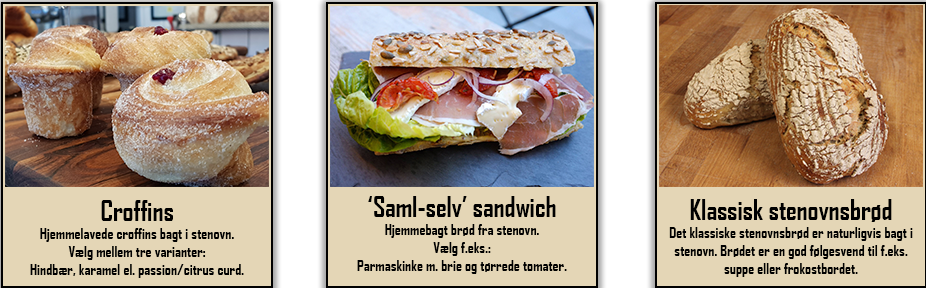 Croffins
Hjemmelavede croffins bagt i stenovn.
Vælg mellem tre varianter:
Hindbær, karamel el. passion/citrus curd.
‘Saml-selv’ sandwich
Hjemmebagt brød fra stenovn.
Vælg f.eks.:
Parmaskinke m. brie og tørrede tomater.
Klassisk stenovnsbrød
Det klassiske stenovnsbrød er naturligvis bagt i
stenovn. Brødet er en god følgesvend til f.eks.
suppe eller frokostbordet.